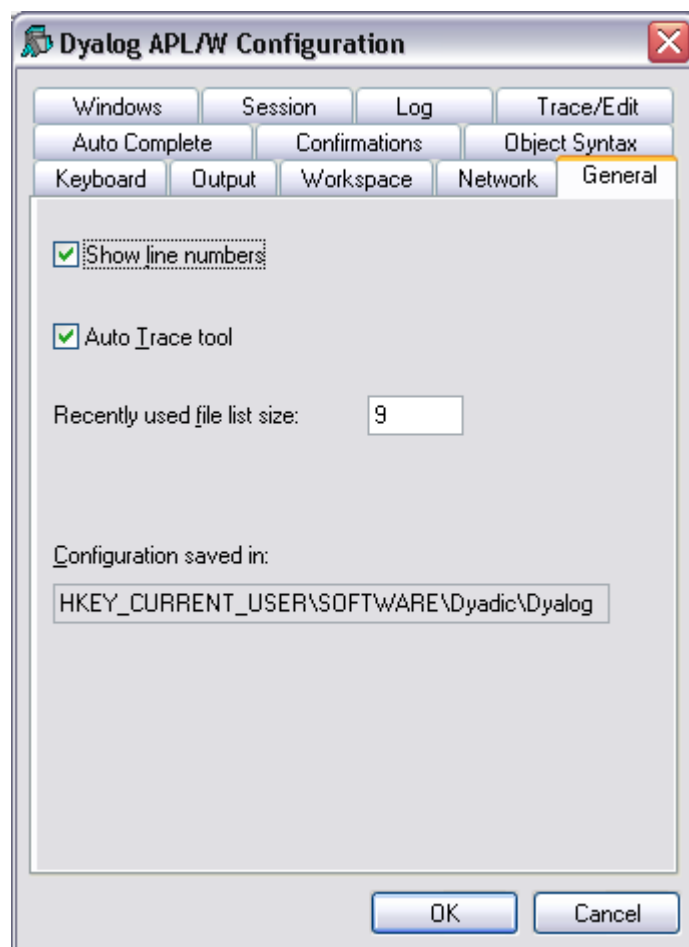 Dyalog APL/W Configuration
Windows Session Log Trace/Edit
Auto Complete Confirmations Object Syntax
Keyboard Output Workspace Network General
Show line numbers
Auto Trace tool
Recently used file list size: 9
Configuration saved in:
HKEY_CURRENT_USER\SOFTWARE\Dyadic\Dyalog
OK Cancel